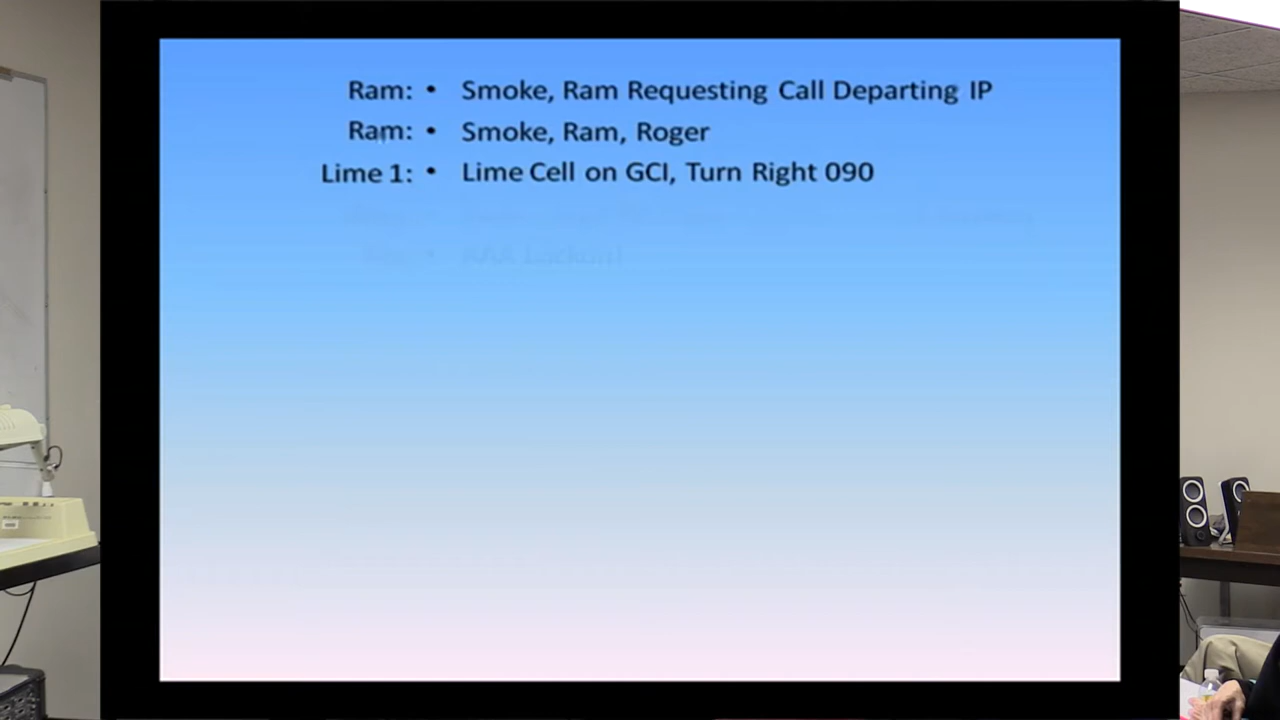 Ram: • Smoke, Ram Requesting Call Departing IP
Ram: • Smoke, Ram, Roger
Lime 1: • Lime Cell on GCI, Turn Right 090